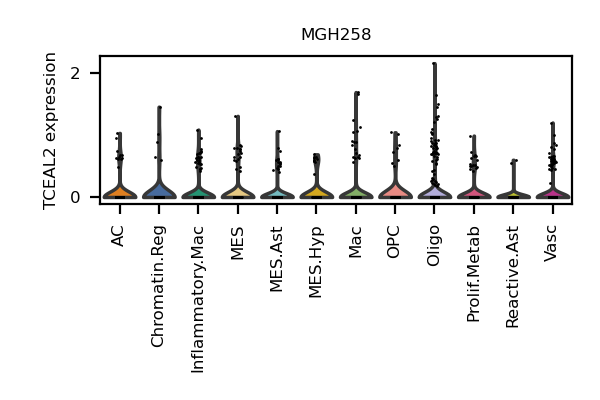 MGH258
TCEAL2 expression
2
0
AC
Chromatin.Reg
Inflammatory.Mac
MES
MES.Ast
MES.Hyp
Mac
OPC
Oligo
Prolif.Metab
Reactive.Ast
Vasc